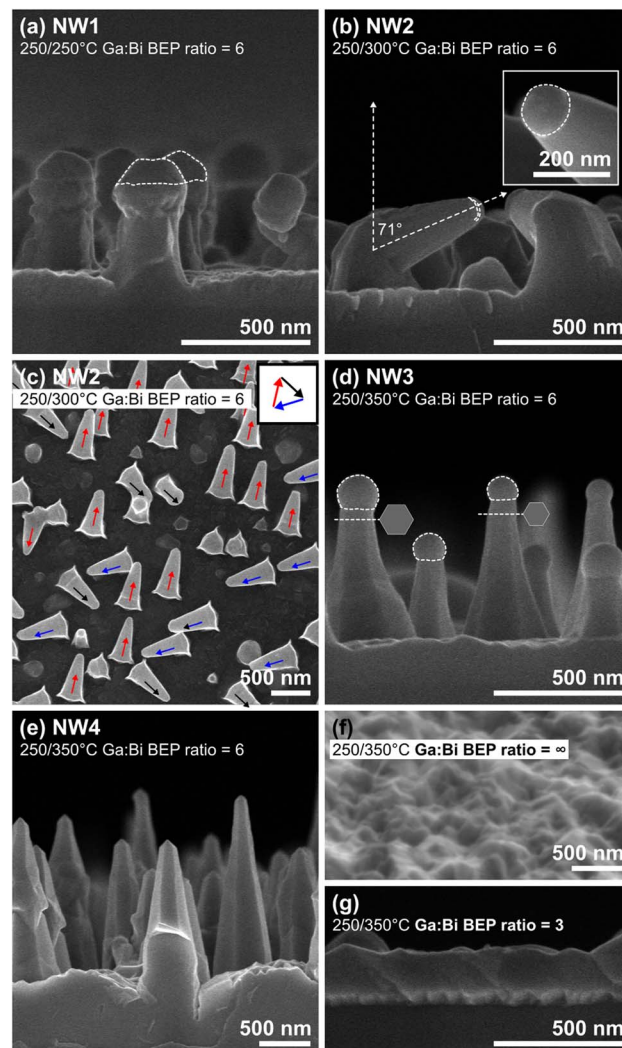 (a) NW1
250/250°C Ga:Bi BEP ratio = 6
500 nm
(b) NW2
250/300°C Ga:Bi BEP ratio = 6
200 nm
71°
500 nm
(c) NW2
250/300°C Ga:Bi BEP ratio = 6
500 nm
(d) NW3
250/350°C Ga:Bi BEP ratio = 6
500 nm
(e) NW4
250/350°C Ga:Bi BEP ratio = 6
500 nm
(f)
250/350°C Ga:Bi BEP ratio = ∞
500 nm
(g)
250/350°C Ga:Bi BEP ratio = 3
500 nm